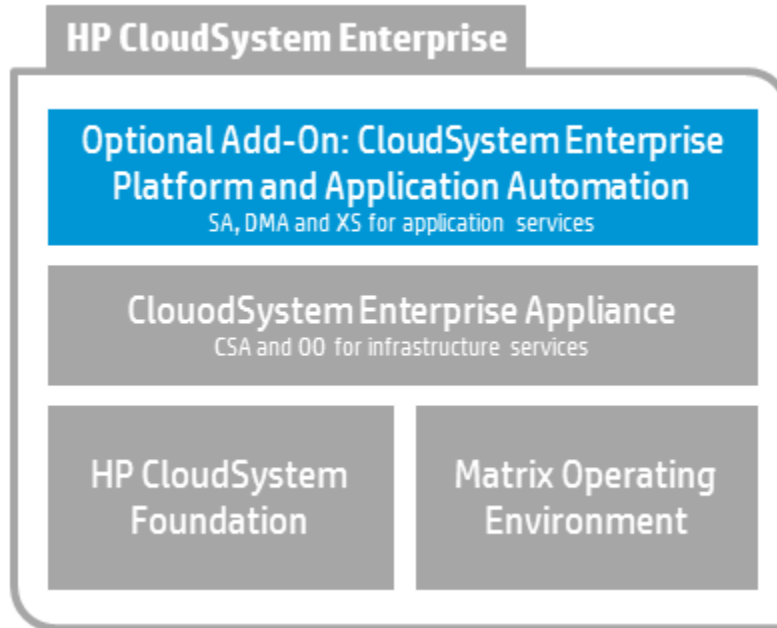 HP CloudSystem Enterprise
Optional Add-On: CloudSystem Enterprise
Platform and Application Automation
SA, DMA and XS for application services
ClouodSystem Enterprise Appliance
CSA and OO for infrastructure services
HP CloudSystem
Foundation
Matrix Operating
Environment